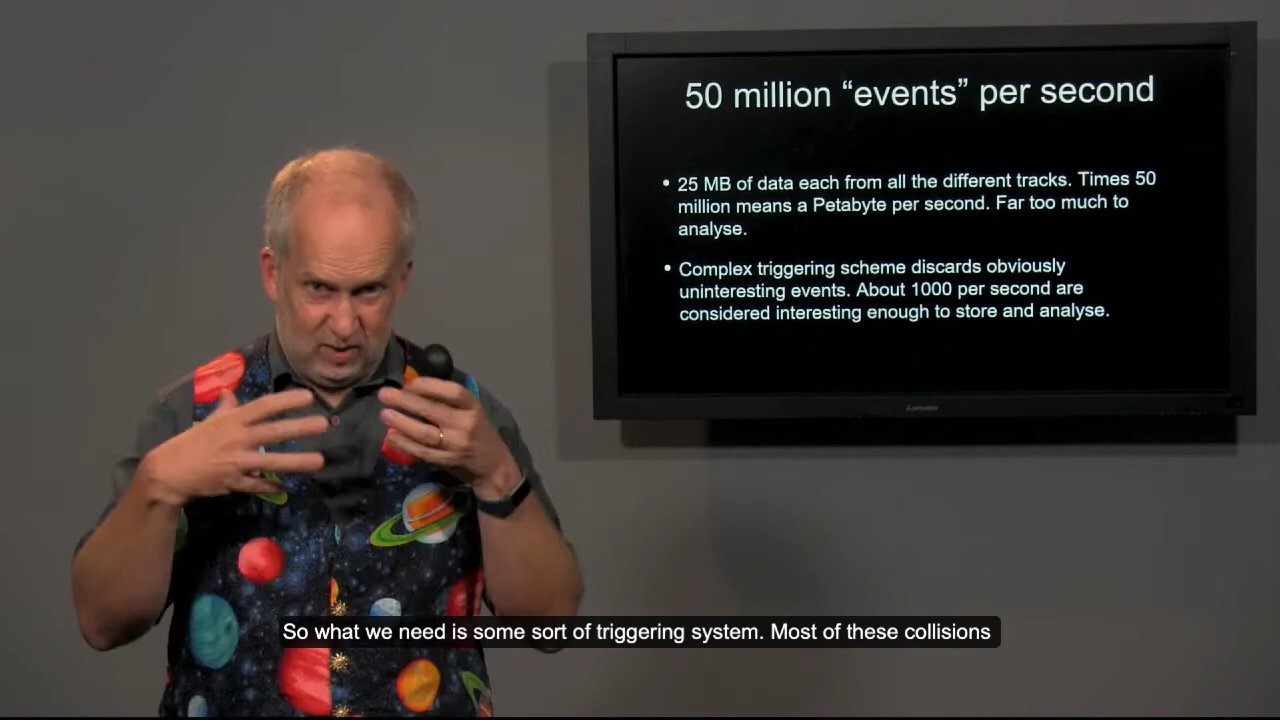 50 million “events” per second
• 25 MB of data each from all the different tracks. Times 50
million means a Petabyte per second. Far too much to
analyse.
• Complex triggering scheme discards obviously
uninteresting events. About 1000 per second are
considered interesting enough to store and analyse.
So what we need is some sort of triggering system. Most of these collisions